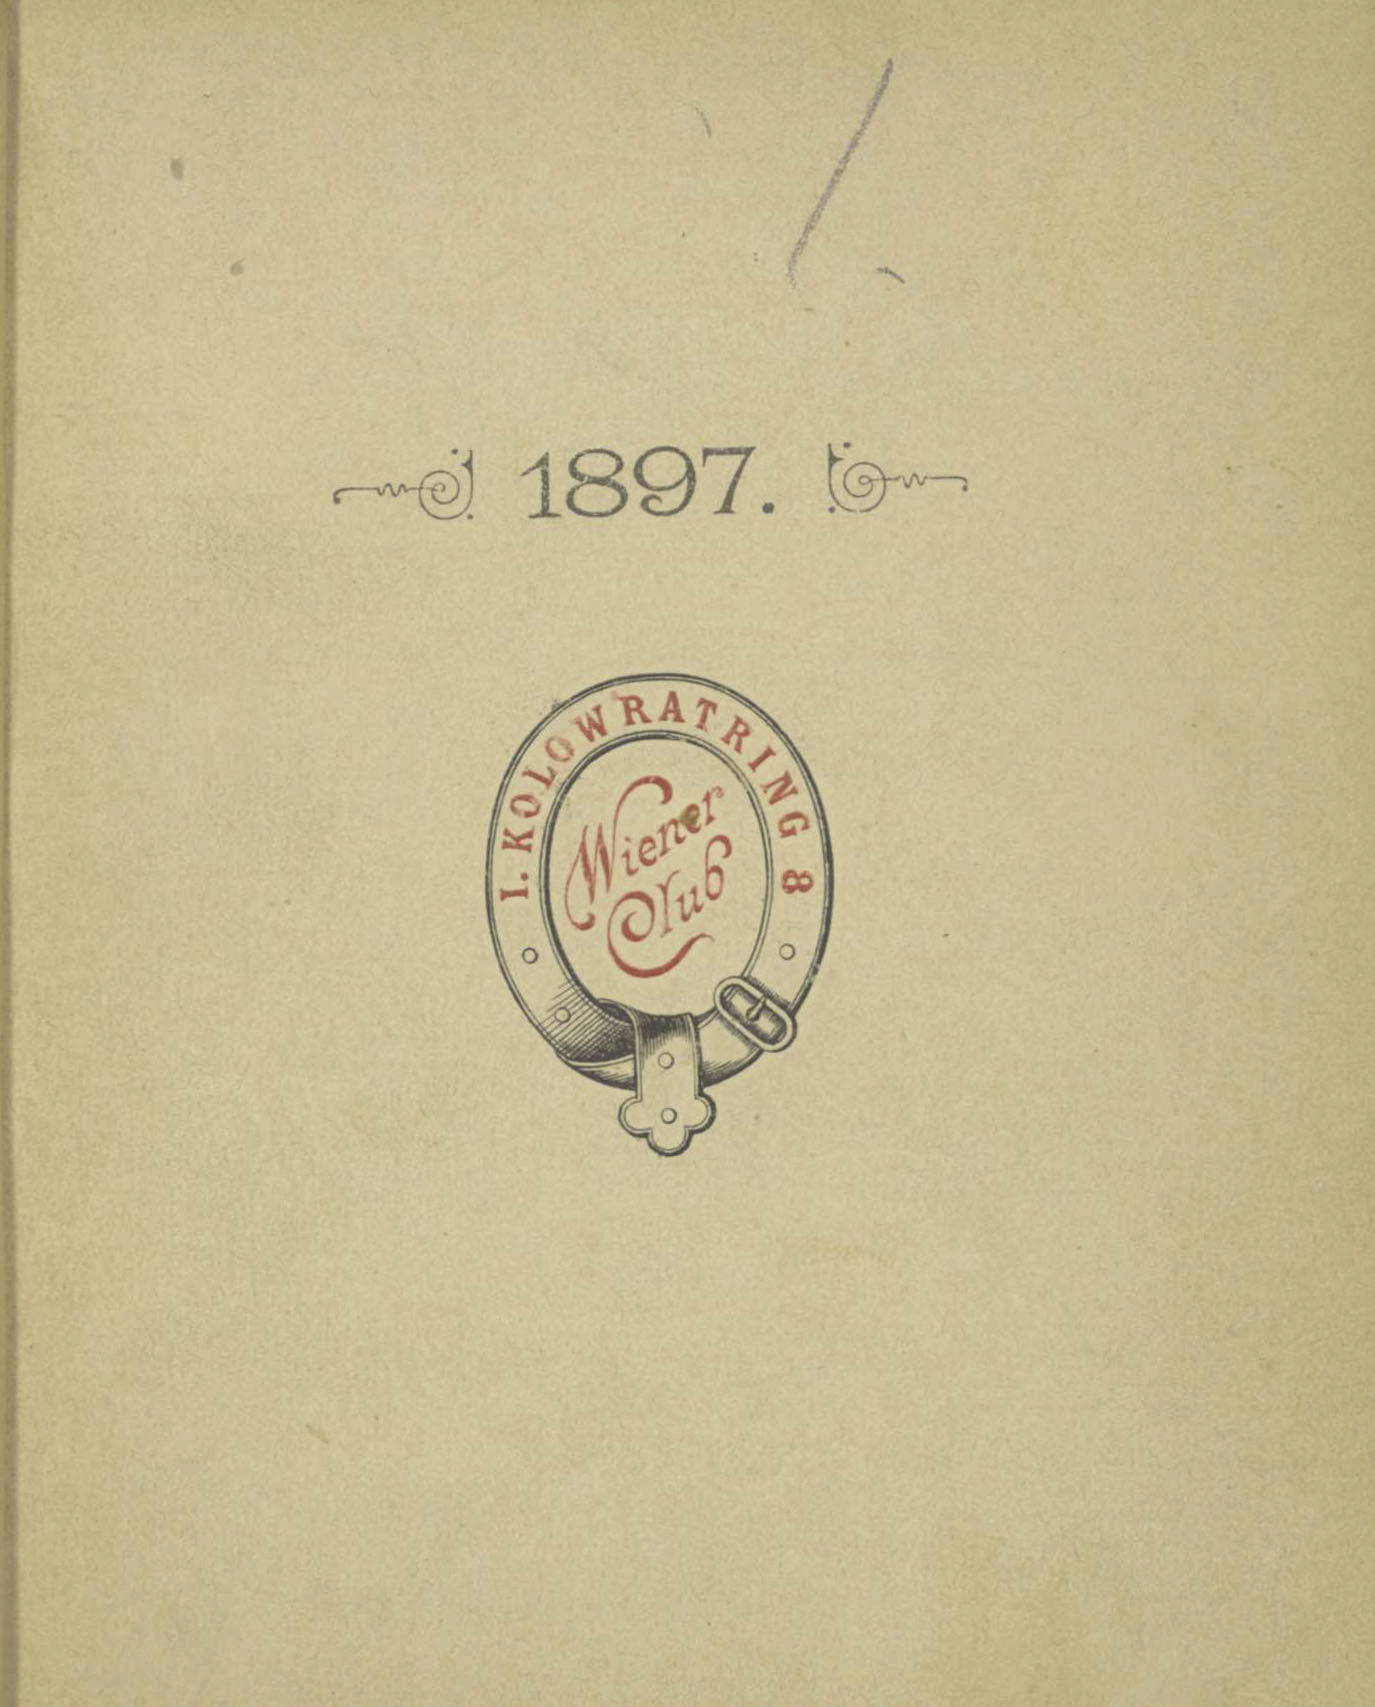 1897.
I. KOLOWRATRING 8
Wiener
Club